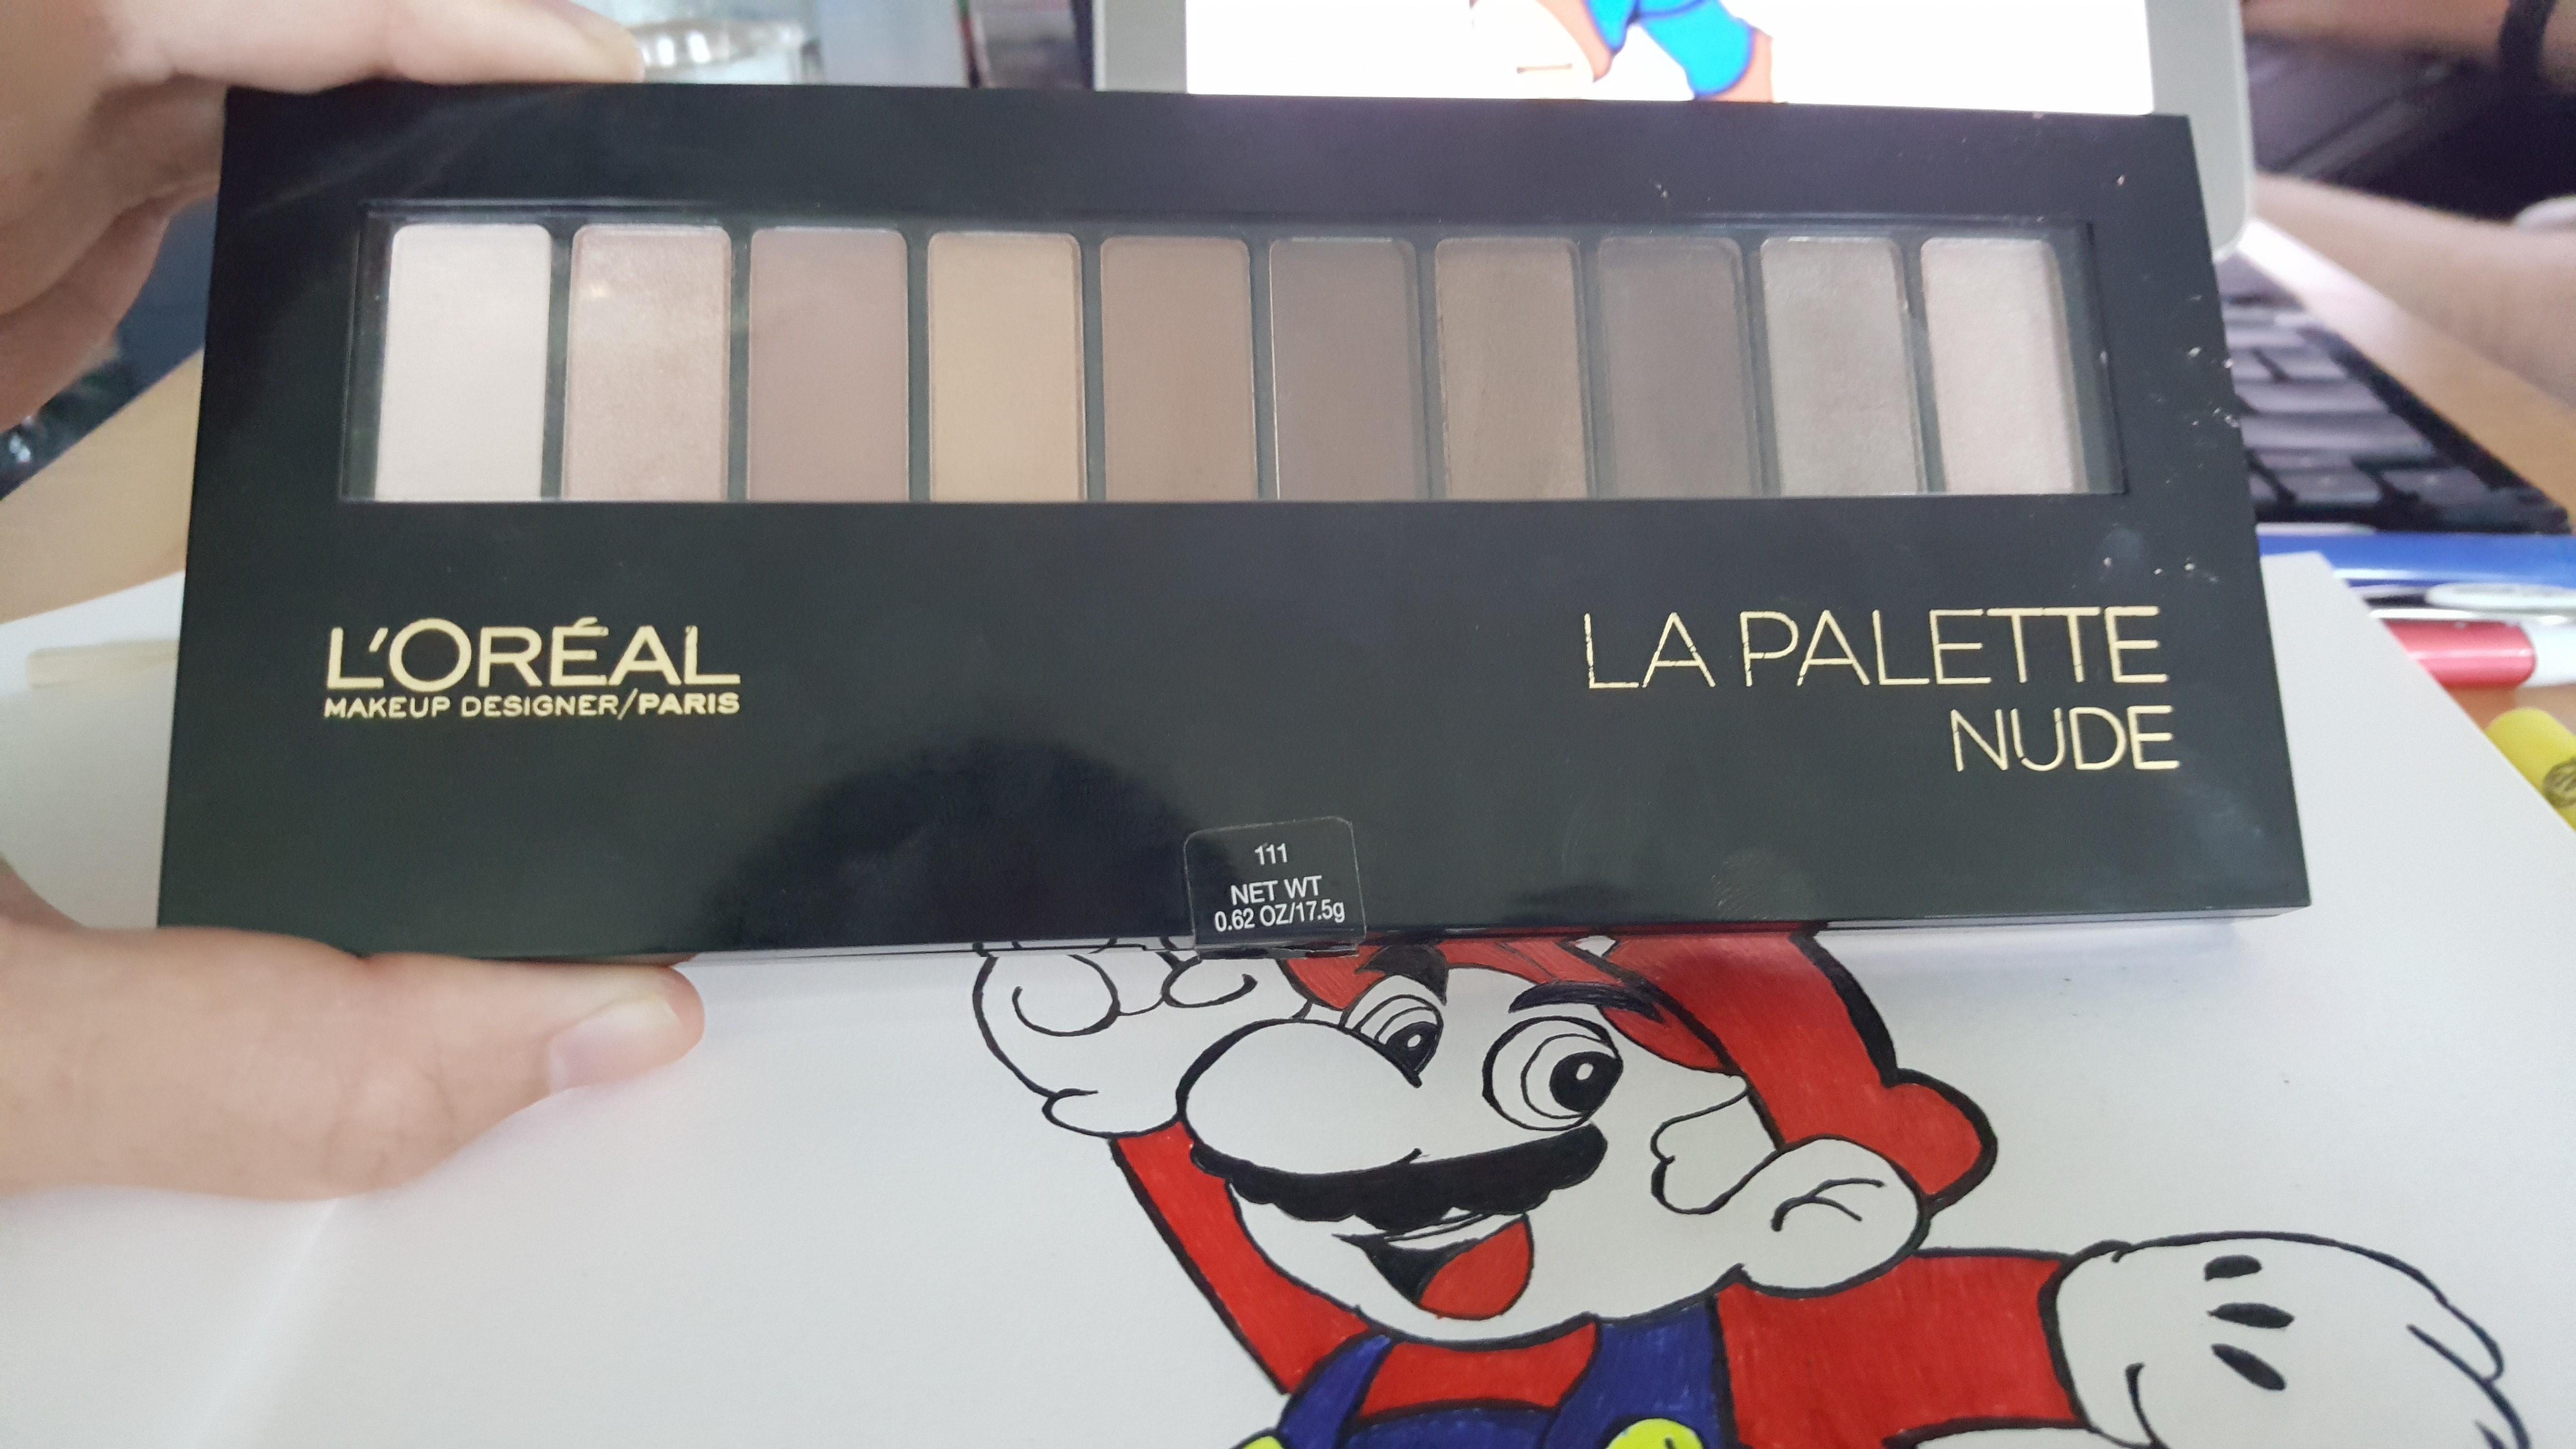 L'ORÉAL
MAKEUP DESIGNER/PARIS
LA PALETTE
NUDE
111
NET WT
0.62 OZ/17.5g